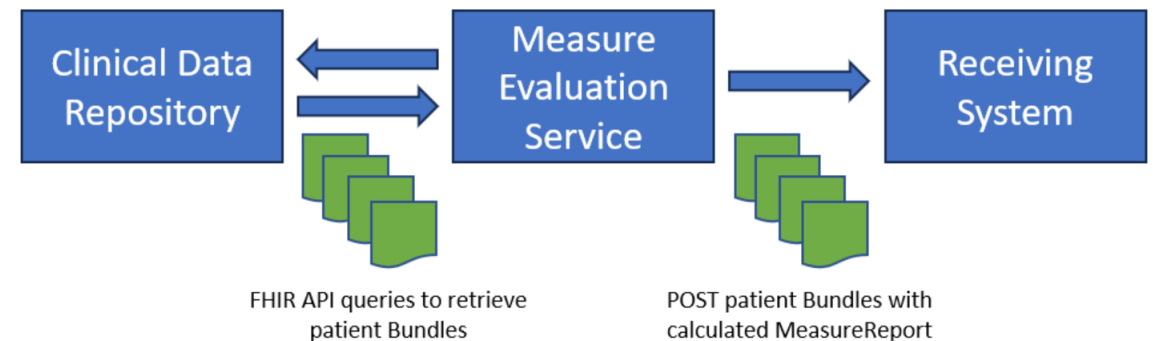 Clinical Data
Repository
Measure
Evaluation
Service
Receiving
System
FHIR API queries to retrieve
patient Bundles
POST patient Bundles with
calculated MeasureReport